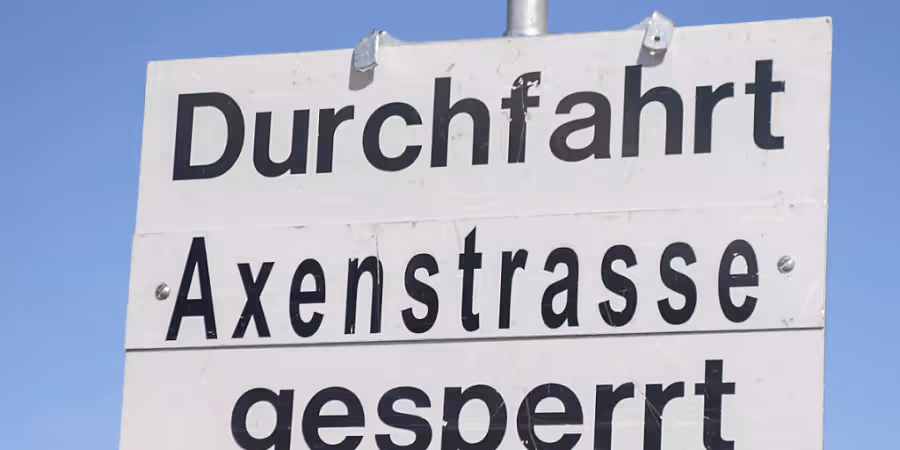 Durchfahrt
Axenstrasse
gesperrt